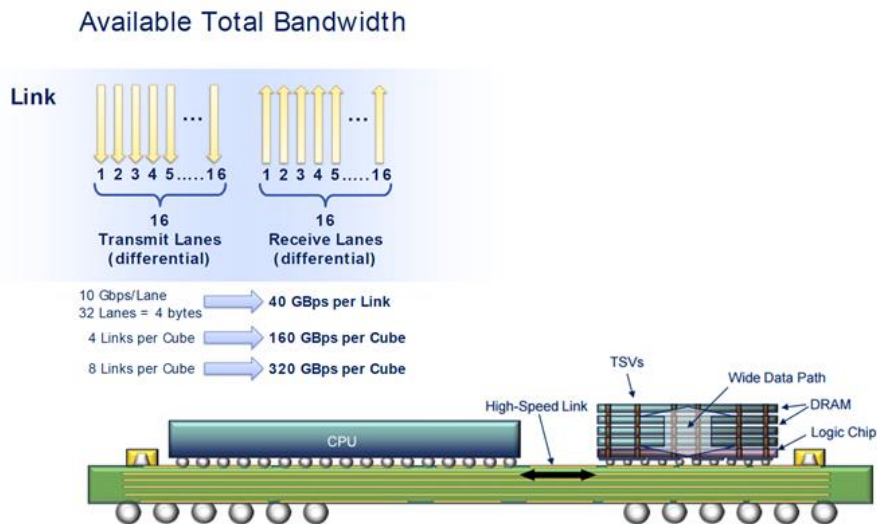 Available Total Bandwidth
Link
...
...
1 2 3 4 5.....16
1 2 3 4 5.....16
16
Transmit Lanes
(differential)
16
Receive Lanes
(differential)
10 Gbps/Lane
32 Lanes = 4 bytes
40 GBps per Link
4 Links per Cube
160 GBps per Cube
8 Links per Cube
320 GBps per Cube
TSVs
Wide Data Path
High-Speed Link
DRAM
Logic Chip
CPU